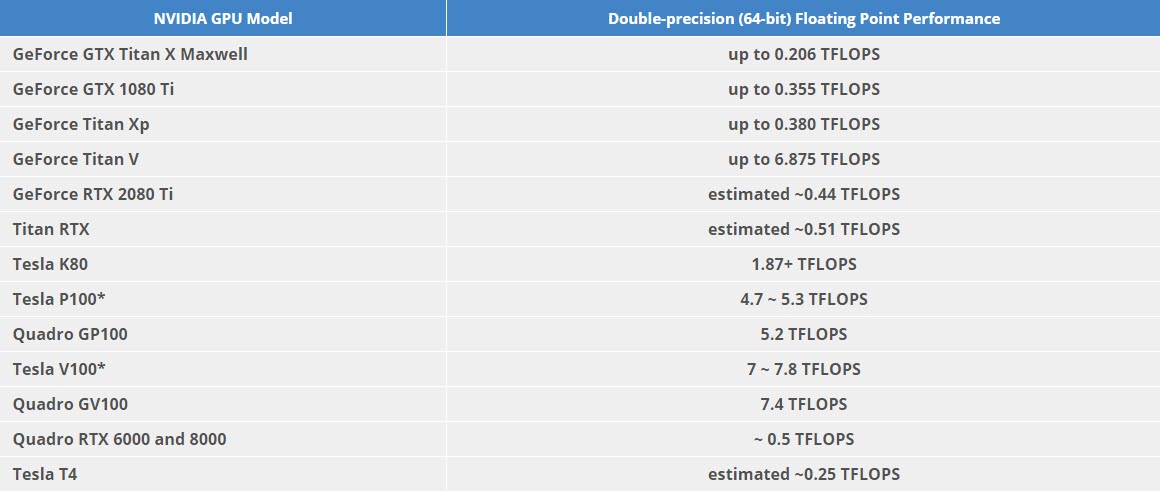 NVIDIA GPU Model Double-precision (64-bit) Floating Point Performance
GeForce GTX Titan X Maxwell up to 0.206 TFLOPS
GeForce GTX 1080 Ti up to 0.355 TFLOPS
GeForce Titan Xp up to 0.380 TFLOPS
GeForce Titan V up to 6.875 TFLOPS
GeForce RTX 2080 Ti estimated ~0.44 TFLOPS
Titan RTX estimated ~0.51 TFLOPS
Tesla K80 1.87+ TFLOPS
Tesla P100* 4.7 ~ 5.3 TFLOPS
Quadro GP100 5.2 TFLOPS
Tesla V100* 7 ~ 7.8 TFLOPS
Quadro GV100 7.4 TFLOPS
Quadro RTX 6000 and 8000 ~ 0.5 TFLOPS
Tesla T4 estimated ~0.25 TFLOPS